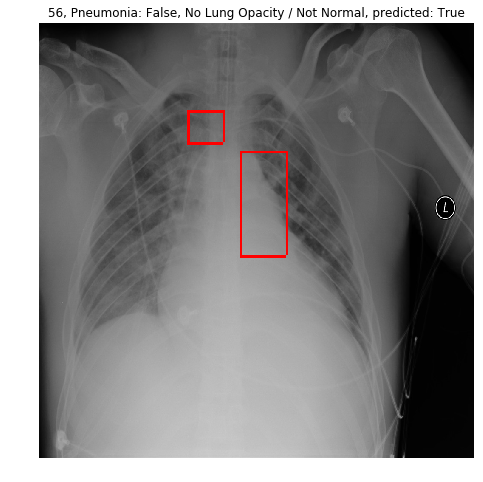 56, Pneumonia: False, No Lung Opacity / Not Normal, predicted: True
L